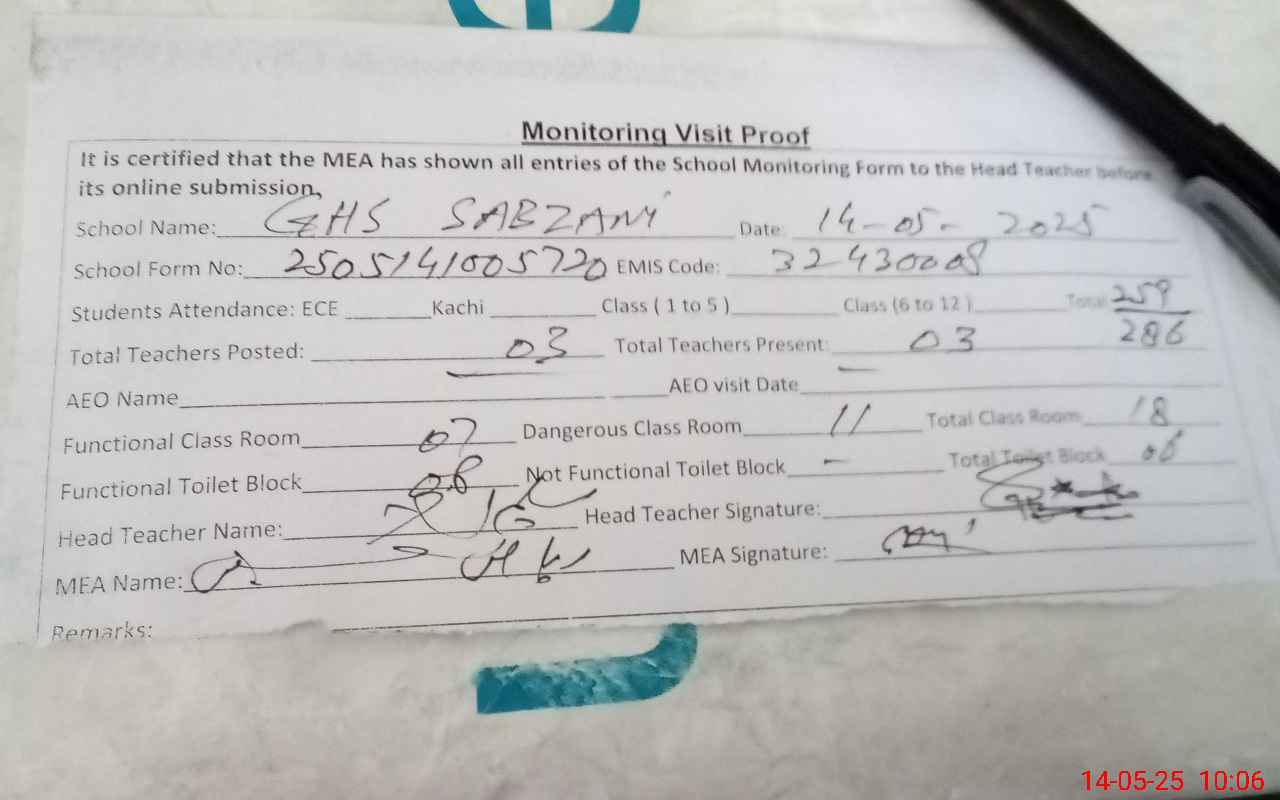 Monitoring Visit Proof
It is certified that the MEA has shown all entries of the School Monitoring Form to the Head Teacher before
its online submission.
School Name: GHS SABZANI Date: 14-05-2025
School Form No: 2505141005720 EMIS Code: 32430008
Students Attendance: ECE Kachi Class ( 1 to 5 ) Class (6 to 12 ) Total 259/286
Total Teachers Posted: 03 Total Teachers Present: 03
AEO Name — AEO visit Date —
Functional Class Room 07 Dangerous Class Room 11 Total Class Room 18
Functional Toilet Block Not Functional Toilet Block - Total Toilet Block 06
Head Teacher Name: Head Teacher Signature:
MEA Name: MEA Signature:
Remarks:
14-05-25 10:06